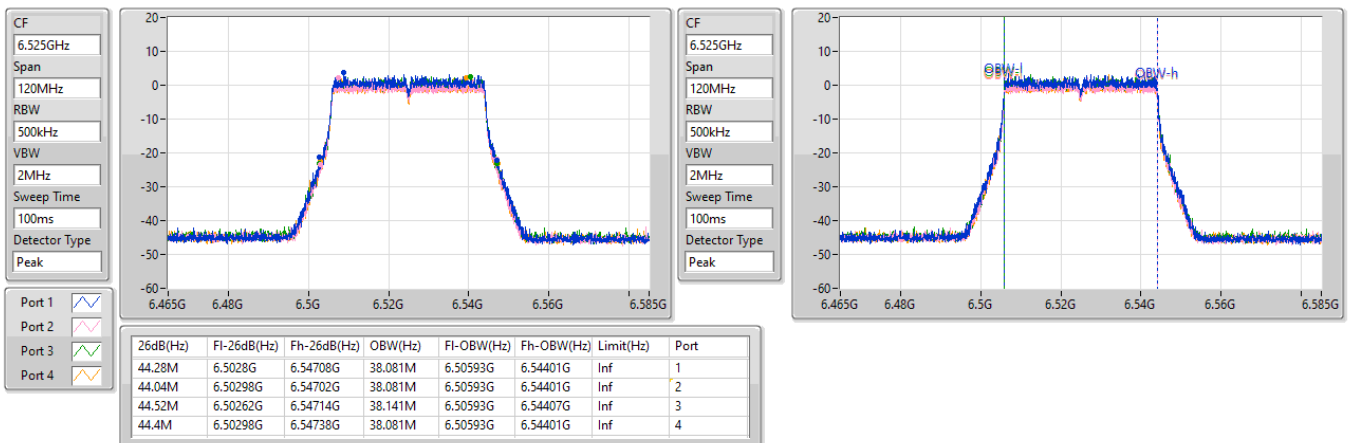 CF
6.525GHz
Span
120MHz
RBW
500kHz
VBW
2MHz
Sweep Time
100ms
Detector Type
Peak
20
10
0
-10
-20
-30
-40
-50
-60
6.465G 6.48G 6.5G 6.52G 6.54G 6.56G 6.585G
CF
6.525GHz
Span
120MHz
RBW
500kHz
VBW
2MHz
Sweep Time
100ms
Detector Type
Peak
20
10
0
-10
-20
-30
-40
-50
-60
OBW-l OBW-h
6.465G 6.48G 6.5G 6.52G 6.54G 6.56G 6.585G
Port 1
Port 2
Port 3
Port 4
26dB(Hz) Fl-26dB(Hz) Fh-26dB(Hz) OBW(Hz) Fl-OBW(Hz) Fh-OBW(Hz) Limit(Hz) Port
44.28M 6.5028G 6.54708G 38.081M 6.50593G 6.54401G Inf 1
44.04M 6.50298G 6.54702G 38.081M 6.50593G 6.54401G Inf 2
44.52M 6.50262G 6.54714G 38.141M 6.50593G 6.54407G Inf 3
44.4M 6.50298G 6.54738G 38.081M 6.50593G 6.54401G Inf 4